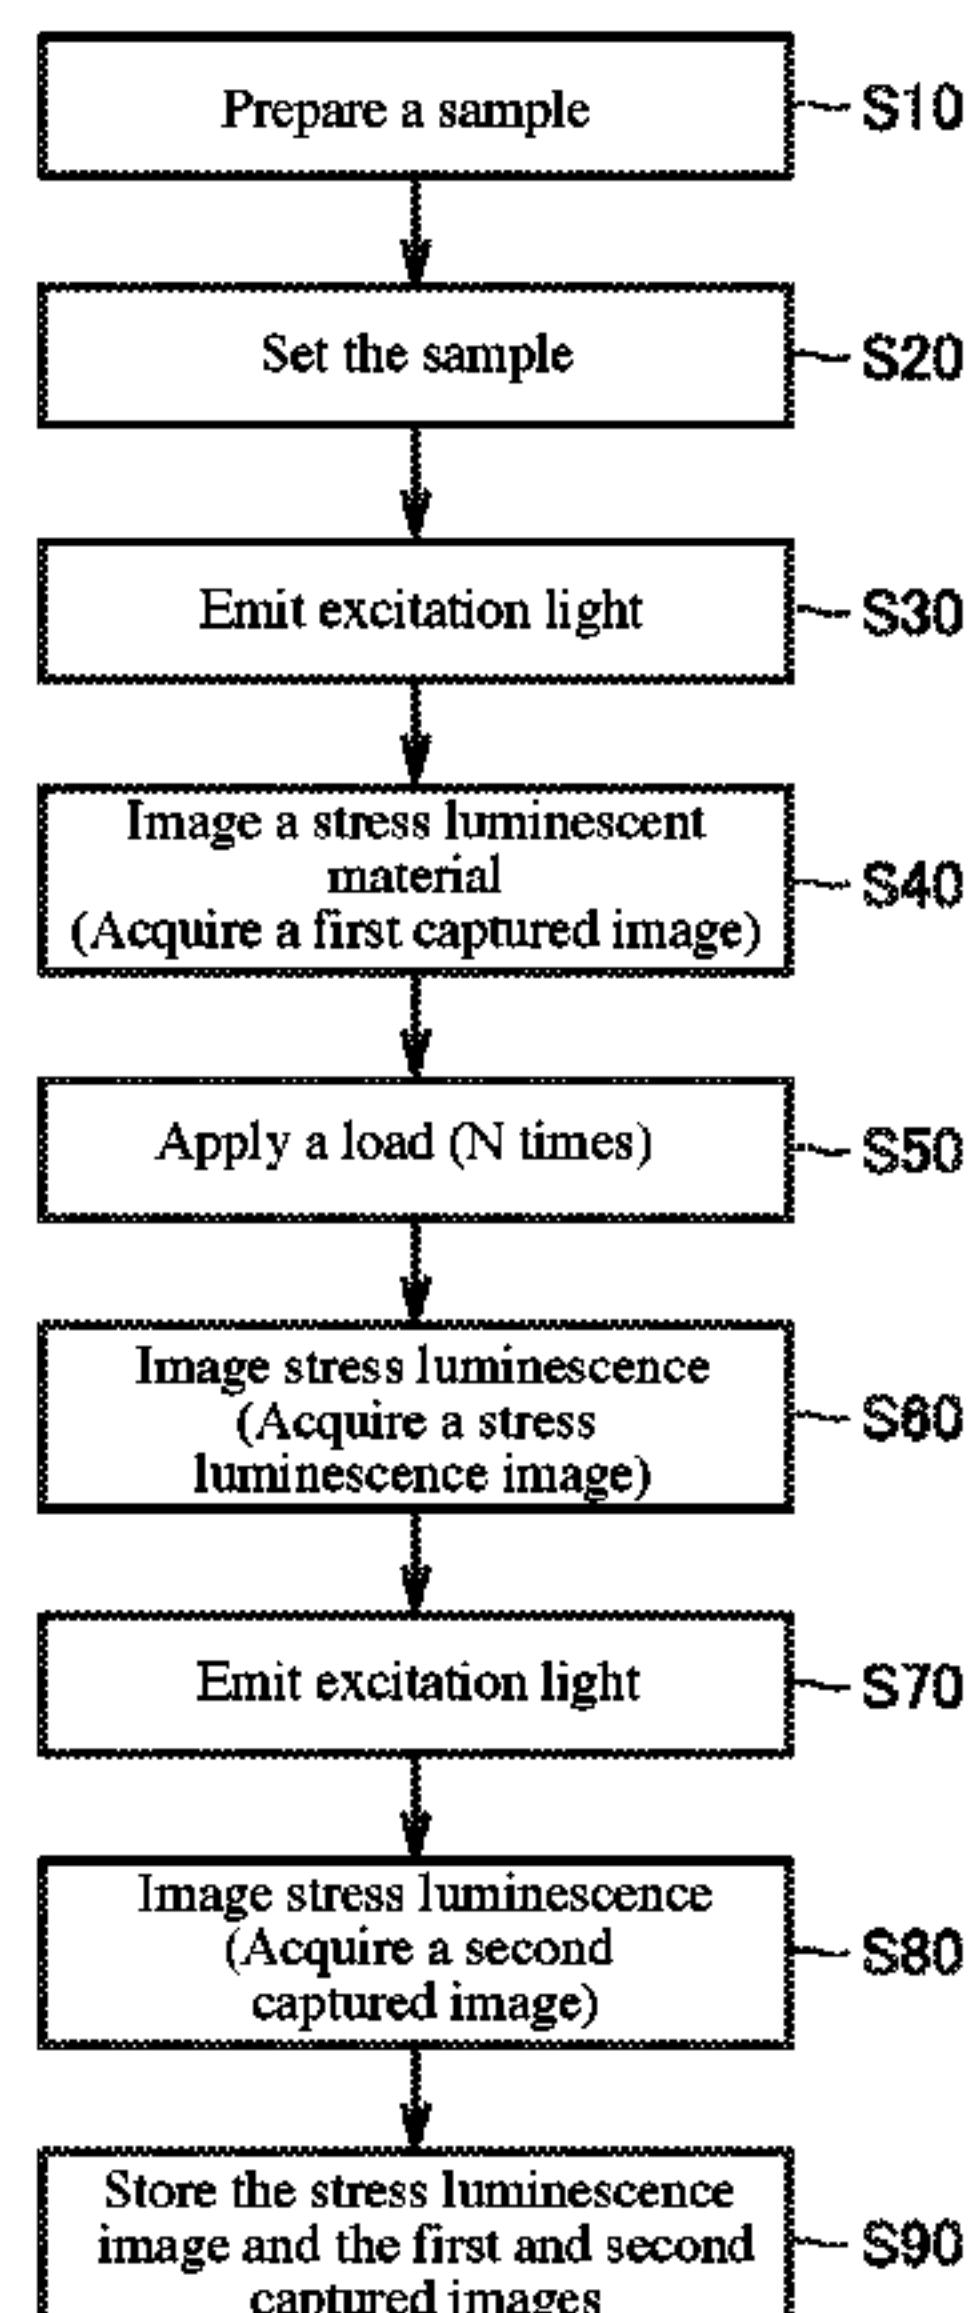 Prepare a sample
S10
Set the sample
S20
Emit excitation light
S30
Image a stress luminescent
material
(Acquire a first captured image)
S40
Apply a load (N times)
S50
Image stress luminescence
(Acquire a stress
luminescence image)
S60
Emit excitation light
S70
Image stress luminescence
(Acquire a second
captured image)
S80
Store the stress luminescence
image and the first and second
captured images
S90